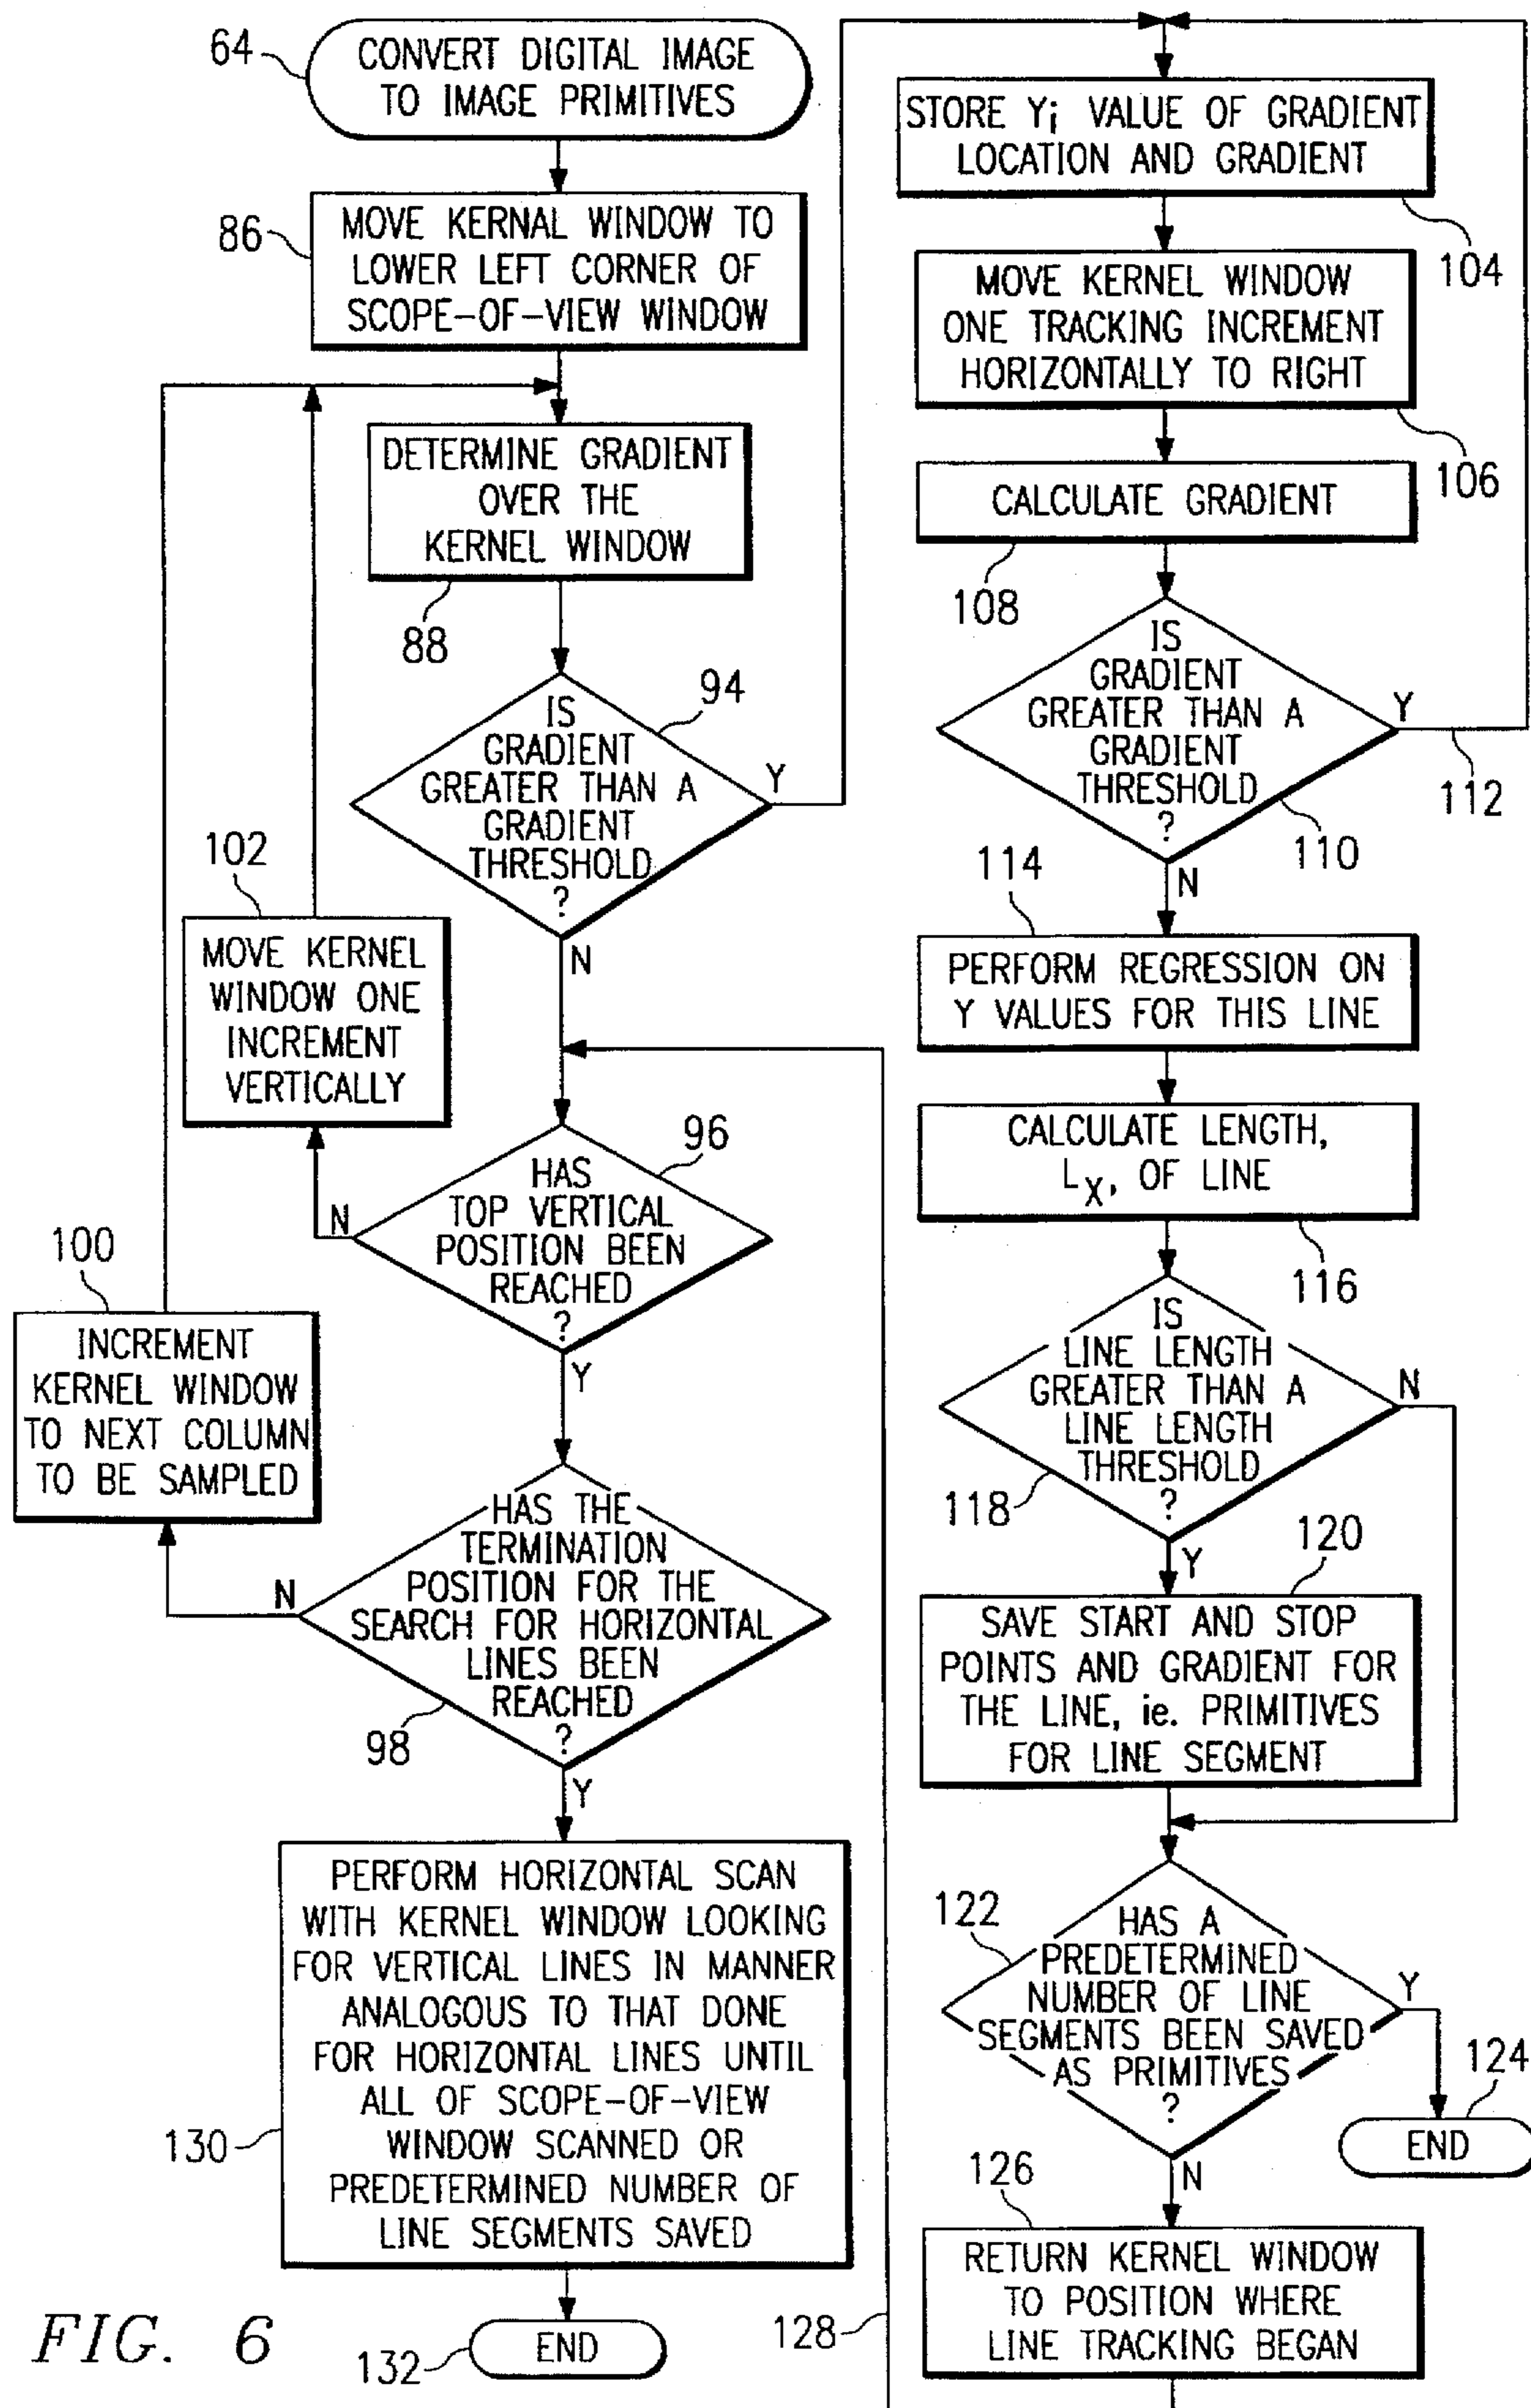 64
CONVERT DIGITAL IMAGE
TO IMAGE PRIMITIVES
86
MOVE KERNAL WINDOW TO
LOWER LEFT CORNER OF
SCOPE-OF-VIEW WINDOW
DETERMINE GRADIENT
OVER THE
KERNEL WINDOW
88
94
IS
GRADIENT
GREATER THAN A
GRADIENT
THRESHOLD
?
Y
N
102
MOVE KERNEL
WINDOW ONE
INCREMENT
VERTICALLY
96
HAS
TOP VERTICAL
POSITION BEEN
REACHED
?
N
Y
100
INCREMENT
KERNEL WINDOW
TO NEXT COLUMN
TO BE SAMPLED
HAS THE
TERMINATION
POSITION FOR THE
SEARCH FOR HORIZONTAL
LINES BEEN
REACHED
?
N
98
Y
PERFORM HORIZONTAL SCAN
WITH KERNEL WINDOW LOOKING
FOR VERTICAL LINES IN MANNER
ANALOGOUS TO THAT DONE
FOR HORIZONTAL LINES UNTIL
ALL OF SCOPE-OF-VIEW
WINDOW SCANNED OR
PREDETERMINED NUMBER OF
LINE SEGMENTS SAVED
130
END
132
STORE Yi VALUE OF GRADIENT
LOCATION AND GRADIENT
104
MOVE KERNEL WINDOW
ONE TRACKING INCREMENT
HORIZONTALLY TO RIGHT
106
CALCULATE GRADIENT
108
IS
GRADIENT
GREATER THAN A
GRADIENT
THRESHOLD
?
Y
112
110
N
114
PERFORM REGRESSION ON
Y VALUES FOR THIS LINE
CALCULATE LENGTH,
LX, OF LINE
116
IS
LINE LENGTH
GREATER THAN A
LINE LENGTH
THRESHOLD
?
N
118
Y
120
SAVE START AND STOP
POINTS AND GRADIENT FOR
THE LINE, ie. PRIMITIVES
FOR LINE SEGMENT
122
HAS A
PREDETERMINED
NUMBER OF LINE
SEGMENTS BEEN SAVED
AS PRIMITIVES
?
Y
124
END
N
126
RETURN KERNEL WINDOW
TO POSITION WHERE
LINE TRACKING BEGAN
128
FIG. 6